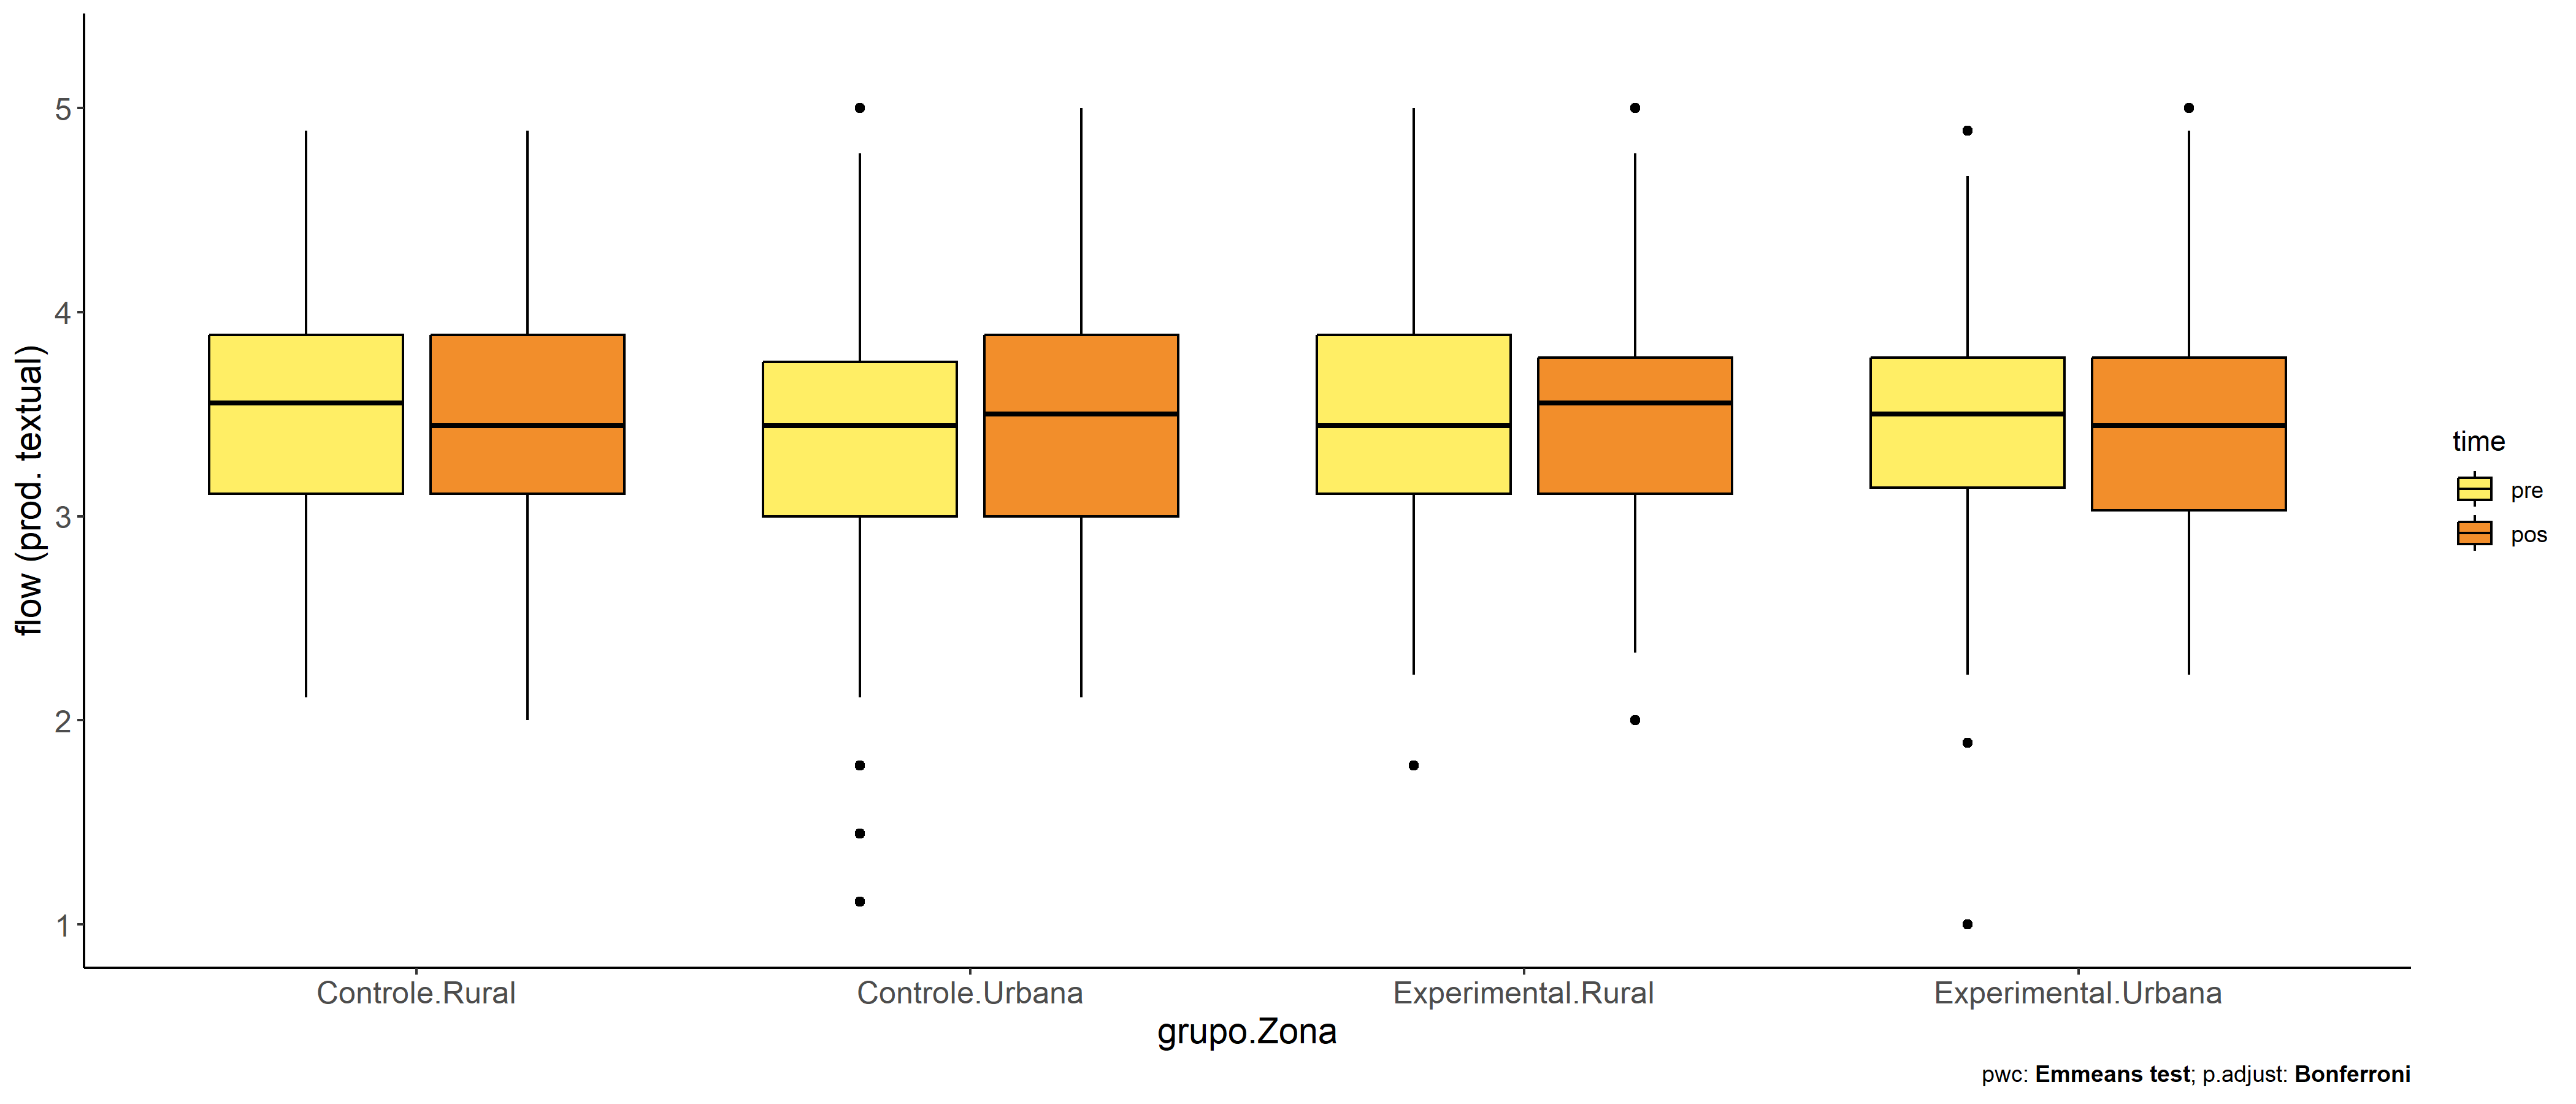 flow (prod. textual)
5
4
3
2
1
Controle.Rural
Controle.Urbana
Experimental.Rural
Experimental.Urbana
grupo.Zona
time
pre
pos
pwc: Emmeans test; p.adjust: Bonferroni